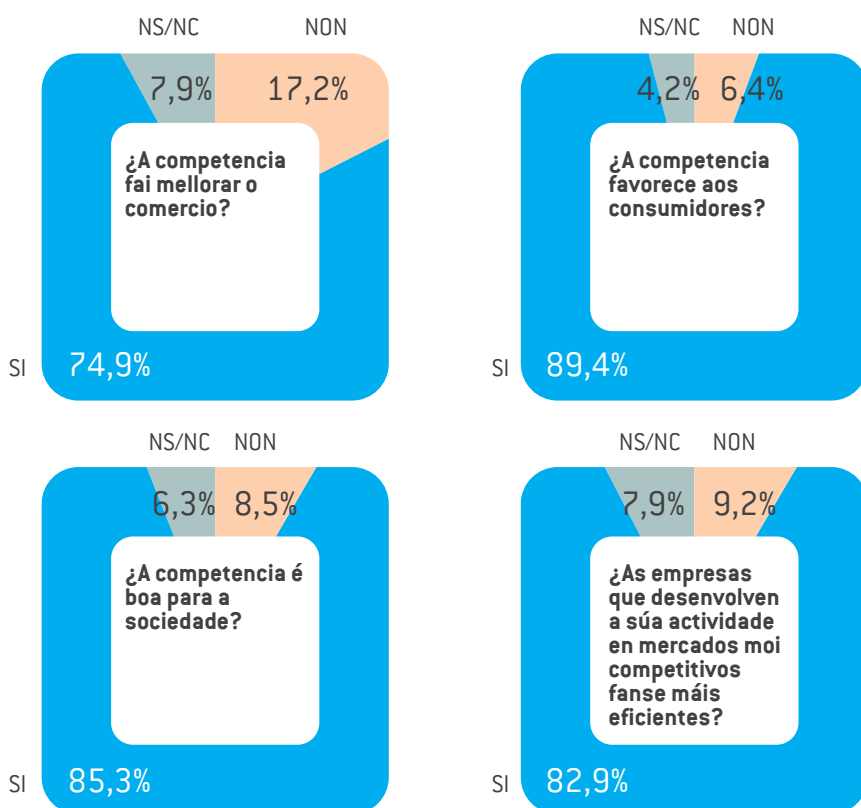 NS/NC NON
7,9% 17,2%
¿A competencia
fai mellorar o
comercio?
SI 74,9%
NS/NC NON
4,2% 6,4%
¿A competencia
favorece aos
consumidores?
SI 89,4%
NS/NC NON
6,3% 8,5%
¿A competencia é
boa para a
sociedade?
SI 85,3%
NS/NC NON
7,9% 9,2%
¿As empresas
que desenvolven
a súa actividade
en mercados moi
competitivos
fanse máis
eficientes?
SI 82,9%